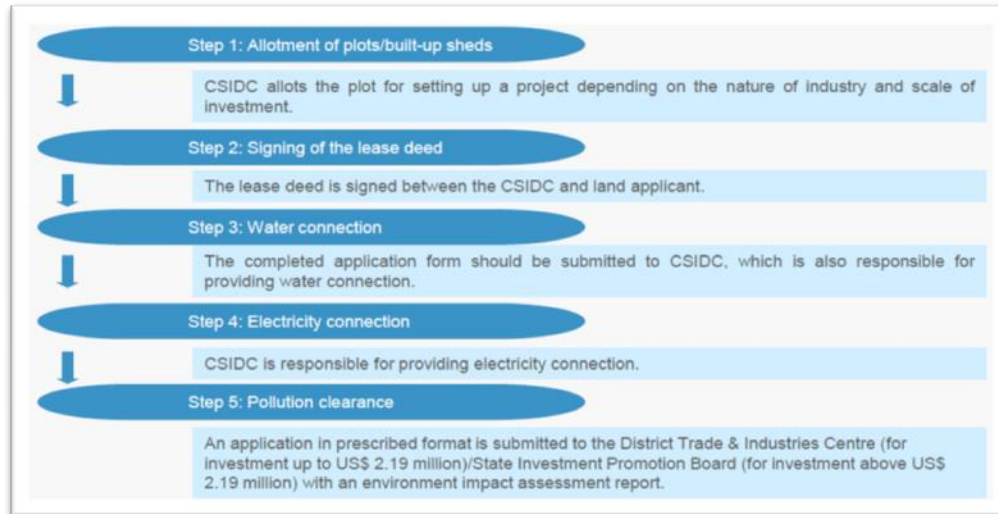 Step 1: Allotment of plots/built-up sheds
CSIDC allots the plot for setting up a project depending on the nature of industry and scale of
investment.
Step 2: Signing of the lease deed
The lease deed is signed between the CSIDC and land applicant.
Step 3: Water connection
The completed application form should be submitted to CSIDC, which is also responsible for
providing water connection.
Step 4: Electricity connection
CSIDC is responsible for providing electricity connection.
Step 5: Pollution clearance
An application in prescribed format is submitted to the District Trade & Industries Centre (for
investment up to US$ 2.19 million)/State Investment Promotion Board (for investment above US$
2.19 million) with an environment impact assessment report.